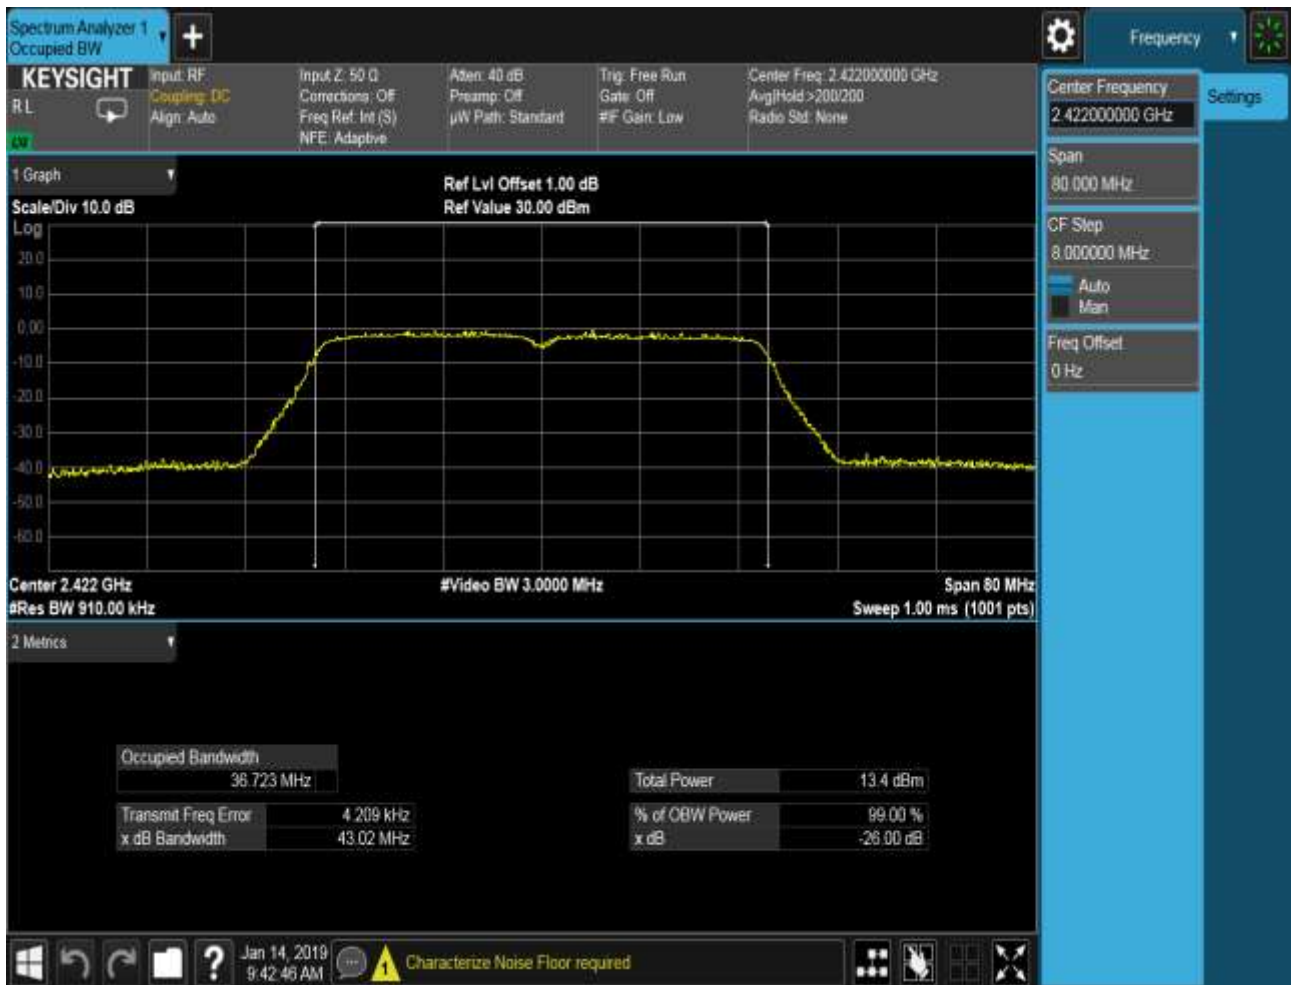 Spectrum Analyzer 1
Occupied BW
+
Frequency
KEYSIGHT
R L
Input: RF
Coupling: DC
Align: Auto
Input Z: 50 Ω
Corrections: Off
Freq Ref: Int (S)
NFE: Adaptive
Atten: 40 dB
Preamp: Off
µW Path: Standard
Trig: Free Run
Gate: Off
#IF Gain: Low
Center Freq: 2.422000000 GHz
Avg|Hold >200/200
Radio Std: None
Center Frequency
2.422000000 GHz
Settings
Span
80.000 MHz
CF Step
8.000000 MHz
Auto
Man
Freq Offset
0 Hz
1 Graph
Scale/Div 10.0 dB
Ref Lvl Offset 1.00 dB
Ref Value 30.00 dBm
Log
20.0
10.0
0.00
-10.0
-20.0
-30.0
-40.0
-50.0
-60.0
Center 2.422 GHz
#Video BW 3.0000 MHz
Span 80 MHz
#Res BW 910.00 kHz
Sweep 1.00 ms (1001 pts)
2 Metrics
Occupied Bandwidth
36.723 MHz
Total Power 13.4 dBm
Transmit Freq Error 4.209 kHz
% of OBW Power 99.00 %
x dB Bandwidth 43.02 MHz
x dB -26.00 dB
?
Jan 14, 2019
9:42:46 AM
1
Characterize Noise Floor required